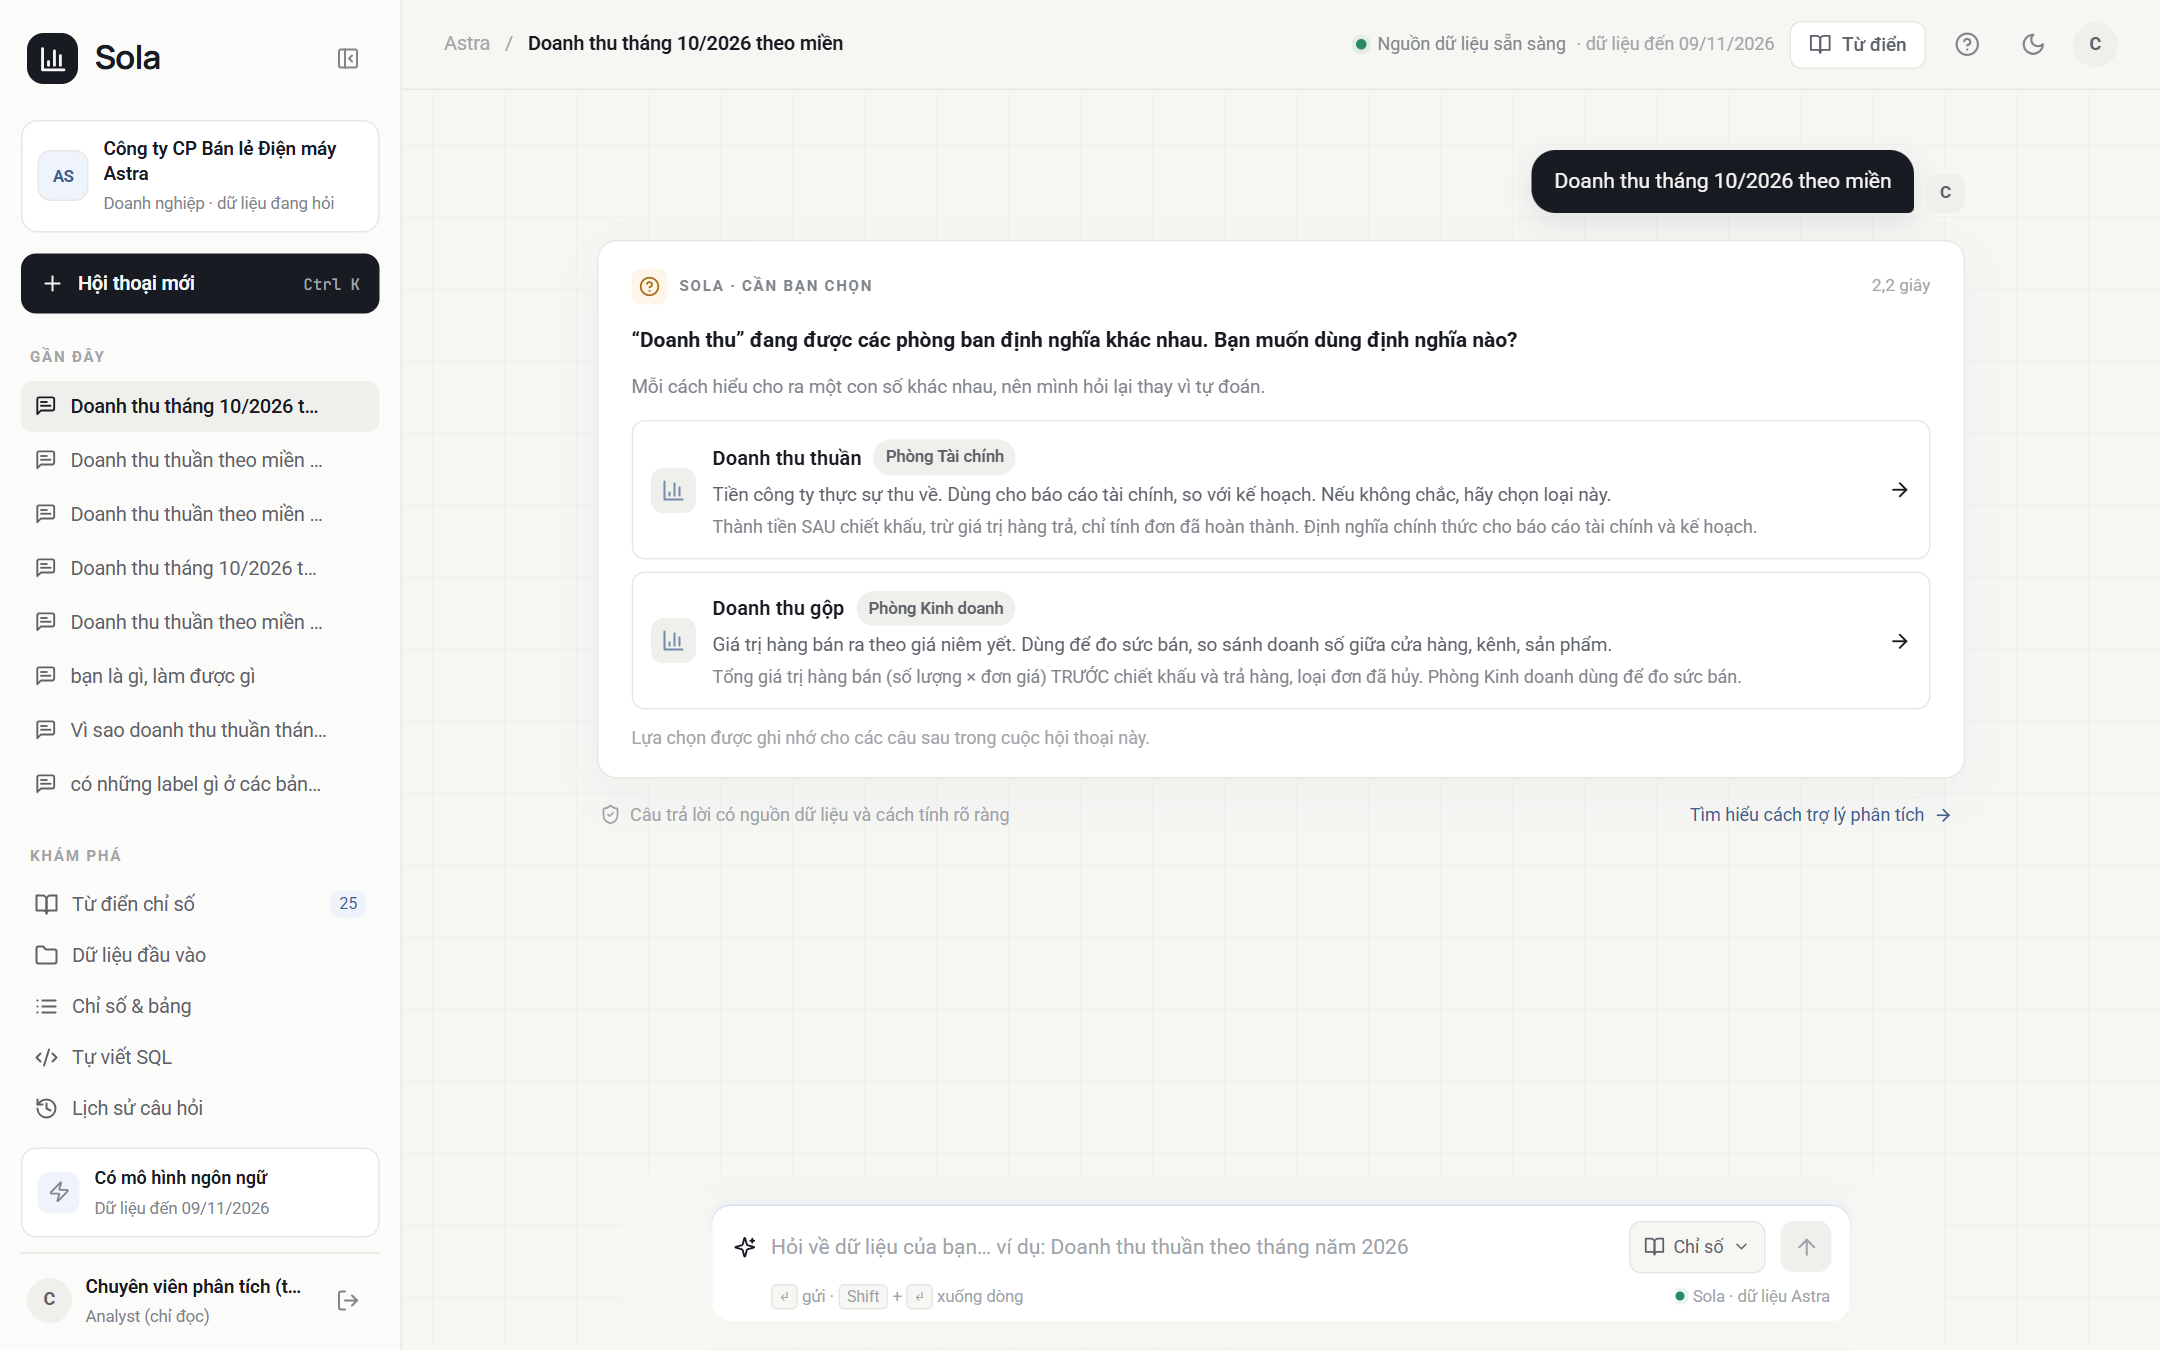 Sola
Công ty CP Bán lẻ Điện máy
Astra
AS
Doanh nghiệp · dữ liệu đang hỏi
Hội thoại mới
Ctrl K
GẦN ĐÂY
Doanh thu tháng 10/2026 t...
Doanh thu thuần theo miền ...
Doanh thu thuần theo miền ...
Doanh thu tháng 10/2026 t...
Doanh thu thuần theo miền ...
bạn là gì, làm được gì
Vì sao doanh thu thuần thán...
có những label gì ở các bản...
KHÁM PHÁ
Từ điển chỉ số 25
Dữ liệu đầu vào
Chỉ số & bảng
Tự viết SQL
Lịch sử câu hỏi
Có mô hình ngôn ngữ
Dữ liệu đến 09/11/2026
C
Chuyên viên phân tích (t...
Analyst (chỉ đọc)
Astra / Doanh thu tháng 10/2026 theo miền
Nguồn dữ liệu sẵn sàng · dữ liệu đến 09/11/2026
Từ điển
C
Doanh thu tháng 10/2026 theo miền
C
SOLA · CẦN BẠN CHỌN
2,2 giây
“Doanh thu” đang được các phòng ban định nghĩa khác nhau. Bạn muốn dùng định nghĩa nào?
Mỗi cách hiểu cho ra một con số khác nhau, nên mình hỏi lại thay vì tự đoán.
Doanh thu thuần Phòng Tài chính
Tiền công ty thực sự thu về. Dùng cho báo cáo tài chính, so với kế hoạch. Nếu không chắc, hãy chọn loại này.
Thành tiền SAU chiết khấu, trừ giá trị hàng trả, chỉ tính đơn đã hoàn thành. Định nghĩa chính thức cho báo cáo tài chính và kế hoạch.
Doanh thu gộp Phòng Kinh doanh
Giá trị hàng bán ra theo giá niêm yết. Dùng để đo sức bán, so sánh doanh số giữa cửa hàng, kênh, sản phẩm.
Tổng giá trị hàng bán (số lượng × đơn giá) TRƯỚC chiết khấu và trả hàng, loại đơn đã hủy. Phòng Kinh doanh dùng để đo sức bán.
Lựa chọn được ghi nhớ cho các câu sau trong cuộc hội thoại này.
Câu trả lời có nguồn dữ liệu và cách tính rõ ràng
Tìm hiểu cách trợ lý phân tích
Hỏi về dữ liệu của bạn... ví dụ: Doanh thu thuần theo tháng năm 2026
Chỉ số
↵ gửi · Shift + ↵ xuống dòng
Sola · dữ liệu Astra